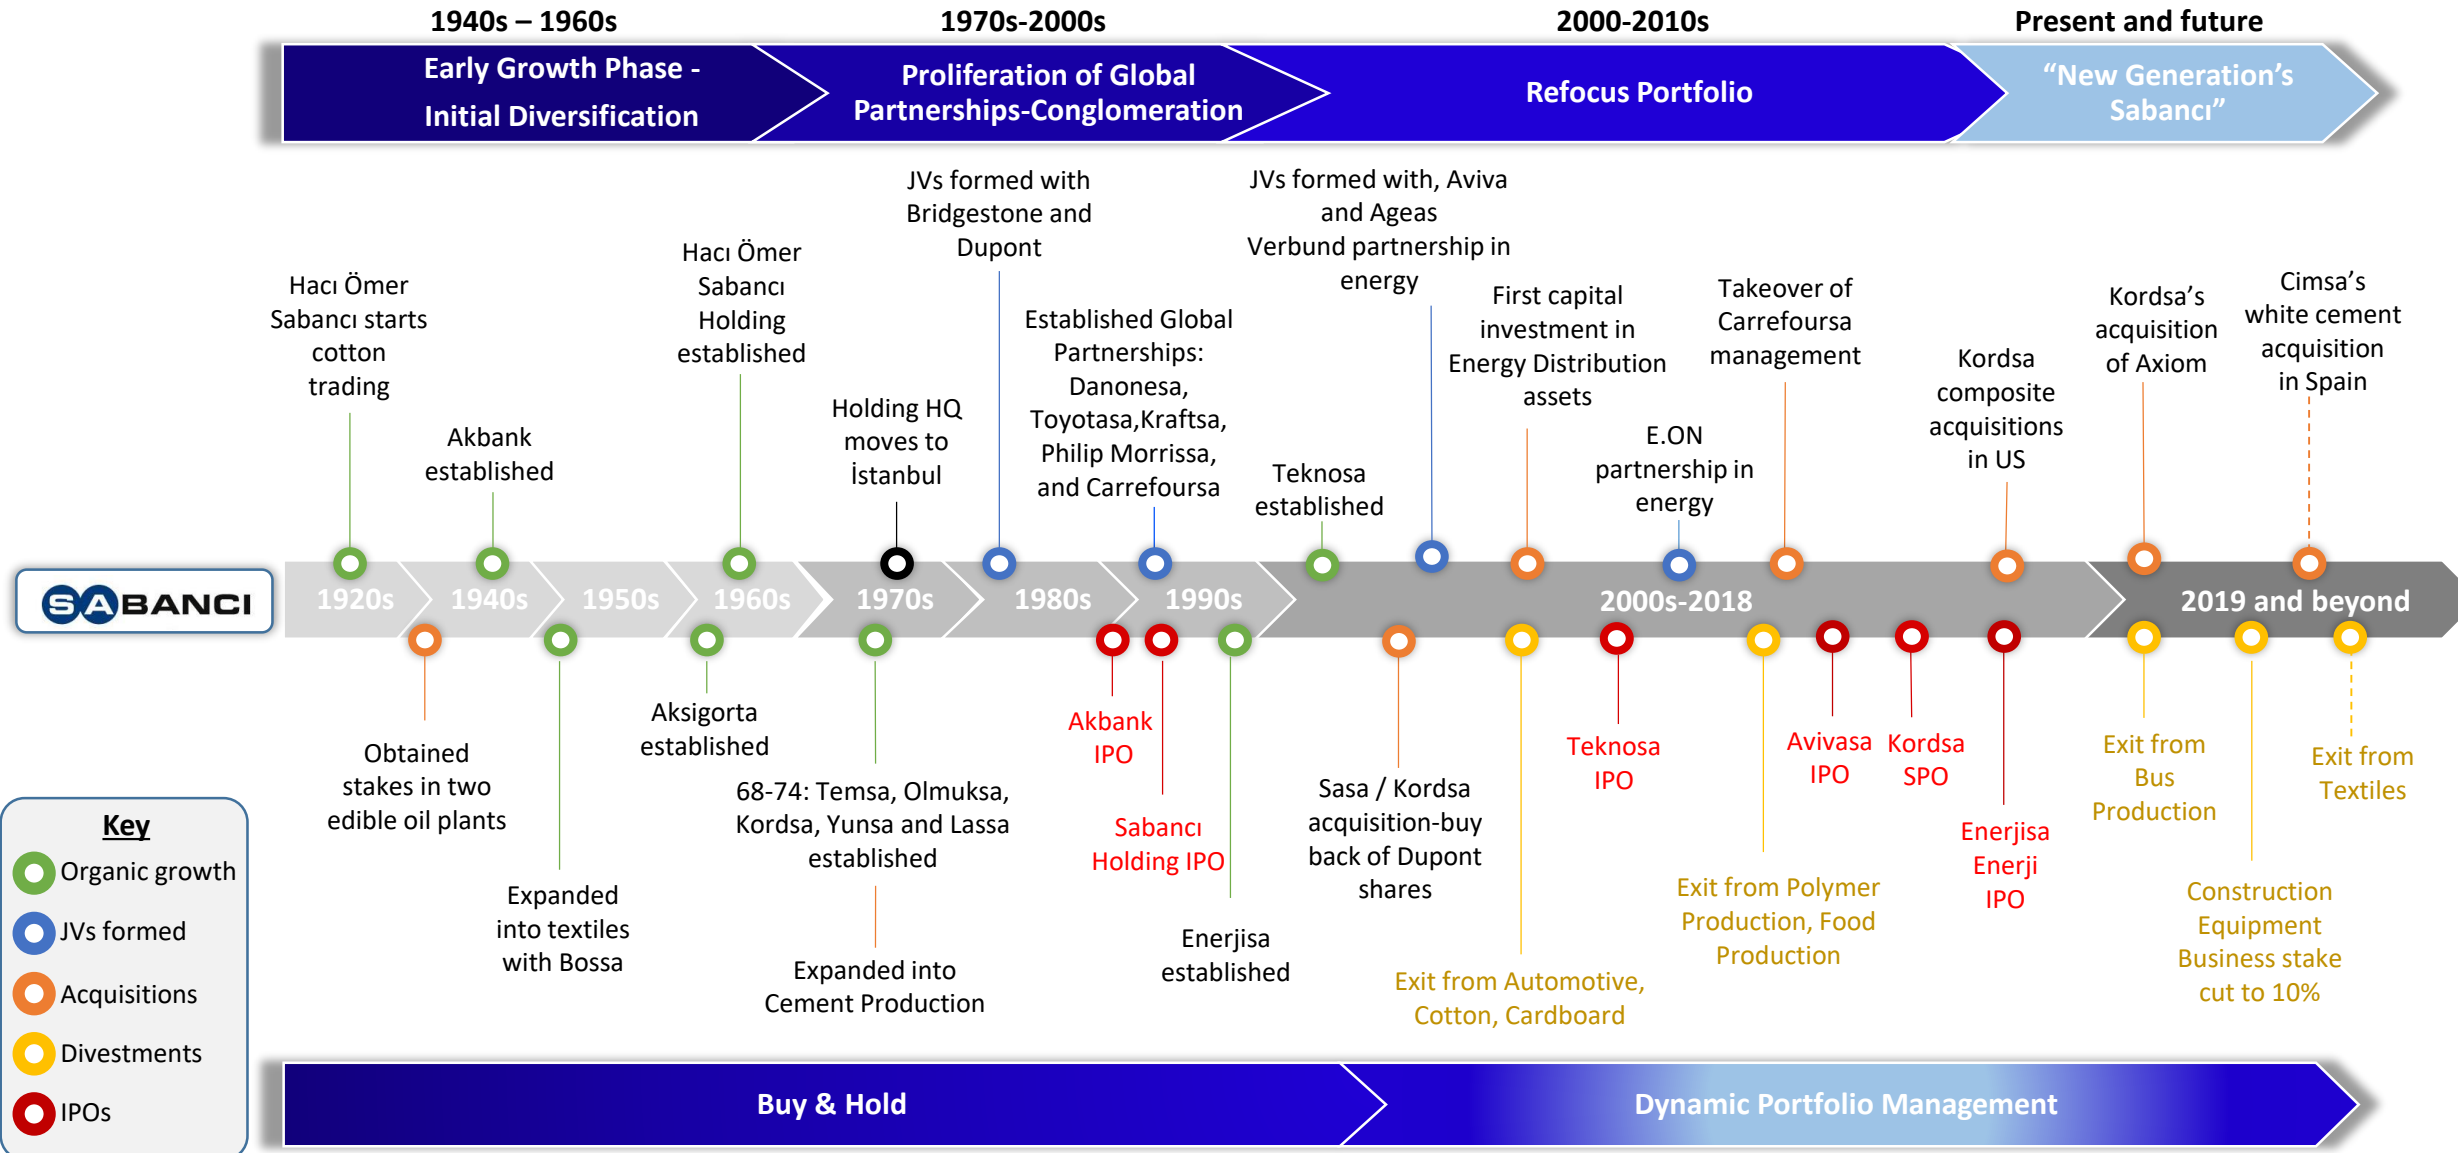 1940s – 1960s
1970s-2000s
2000-2010s
Present and future
Early Growth Phase -
Initial Diversification
Proliferation of Global
Partnerships-Conglomeration
Refocus Portfolio
“New Generation’s
Sabancı”
Hacı Ömer
Sabancı starts
cotton
trading
Akbank
established
Hacı Ömer
Sabancı
Holding
established
Holding HQ
moves to
İstanbul
JVs formed with
Bridgestone and
Dupont
Established Global
Partnerships:
Danonesa,
Toyotasa,Kraftsa,
Philip Morrissa,
and Carrefoursa
Teknosa
established
JVs formed with, Aviva
and Ageas
Verbund partnership in
energy
First capital
investment in
Energy Distribution
assets
E.ON
partnership in
energy
Takeover of
Carrefoursa
management
Kordsa
composite
acquisitions
in US
Kordsa’s
acquisition
of Axiom
Cimsa’s
white cement
acquisition
in Spain
SABANCI
1920s
1940s
1950s
1960s
1970s
1980s
1990s
2000s-2018
2019 and beyond
Obtained
stakes in two
edible oil plants
Expanded
into textiles
with Bossa
Aksigorta
established
68-74: Temsa, Olmuksa,
Kordsa, Yunsa and Lassa
established
Expanded into
Cement Production
Akbank
IPO
Sabancı
Holding IPO
Enerjisa
established
Sasa / Kordsa
acquisition-buy
back of Dupont
shares
Exit from Automotive,
Cotton, Cardboard
Teknosa
IPO
Exit from Polymer
Production, Food
Production
Avivasa
IPO
Kordsa
SPO
Enerjisa
Enerji
IPO
Exit from
Bus
Production
Construction
Equipment
Business stake
cut to 10%
Exit from
Textiles
Key
Organic growth
JVs formed
Acquisitions
Divestments
IPOs
Buy & Hold
Dynamic Portfolio Management